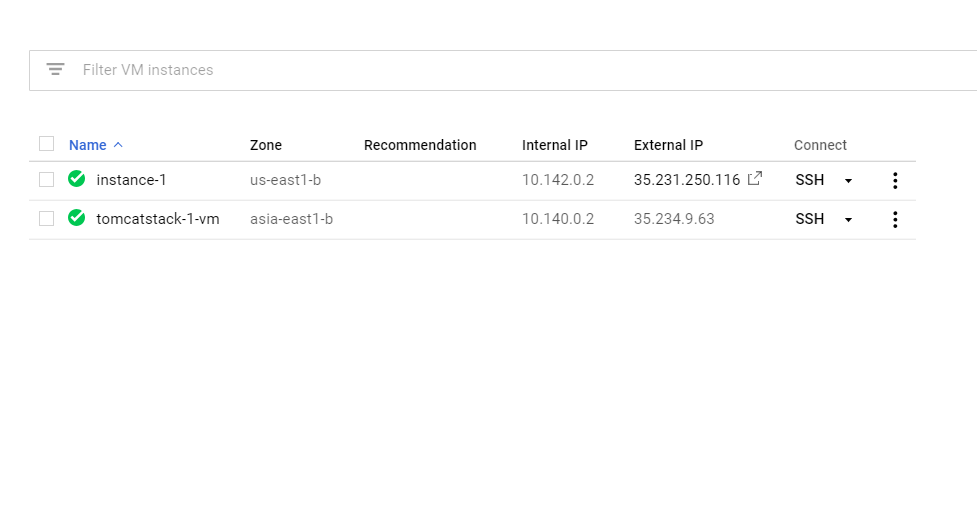 Filter VM instances
Name Zone Recommendation Internal IP External IP Connect
instance-1 us-east1-b 10.142.0.2 35.231.250.116 SSH
tomcatstack-1-vm asia-east1-b 10.140.0.2 35.234.9.63 SSH